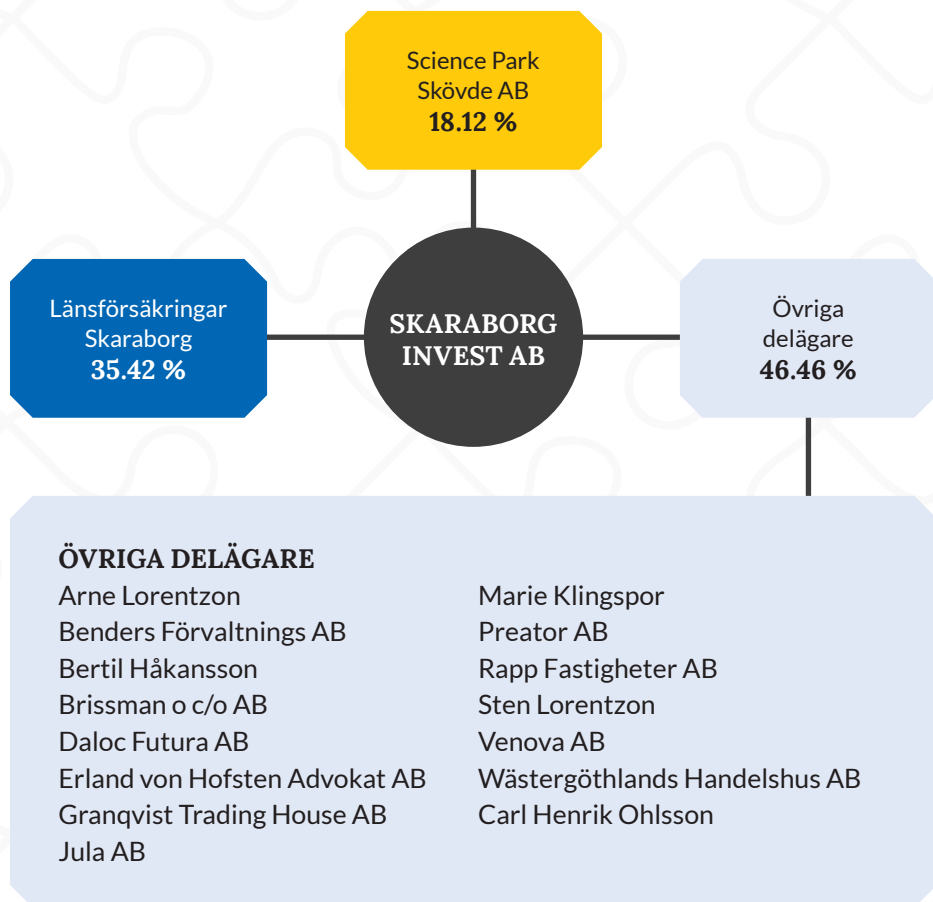 Science Park
Skövde AB
18.12 %
Länsförsäkringar
Skaraborg
35.42 %
SKARABORG
INVEST AB
Övriga
delägare
46.46 %
ÖVRIGA DELÄGARE
Arne Lorentzon
Benders Förvaltnings AB
Bertil Håkansson
Brissman o c/o AB
Daloc Futura AB
Erland von Hofsten Advokat AB
Granqvist Trading House AB
Jula AB
Marie Klingspor
Preator AB
Rapp Fastigheter AB
Sten Lorentzon
Venova AB
Wästergöthlands Handelshus AB
Carl Henrik Ohlsson